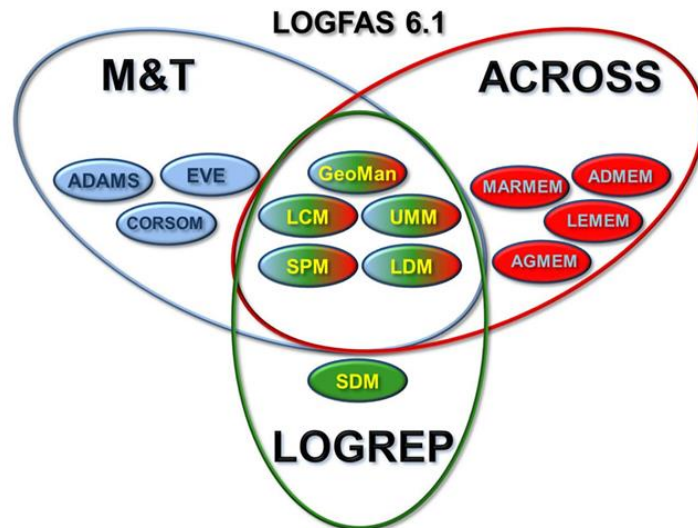 LOGFAS 6.1
M&T
ACROSS
ADAMS
EVE
CORSOM
GeoMan
LCM
UMM
SPM
LDM
MARMEM
ADMEM
LEMEM
AGMEM
SDM
LOGREP